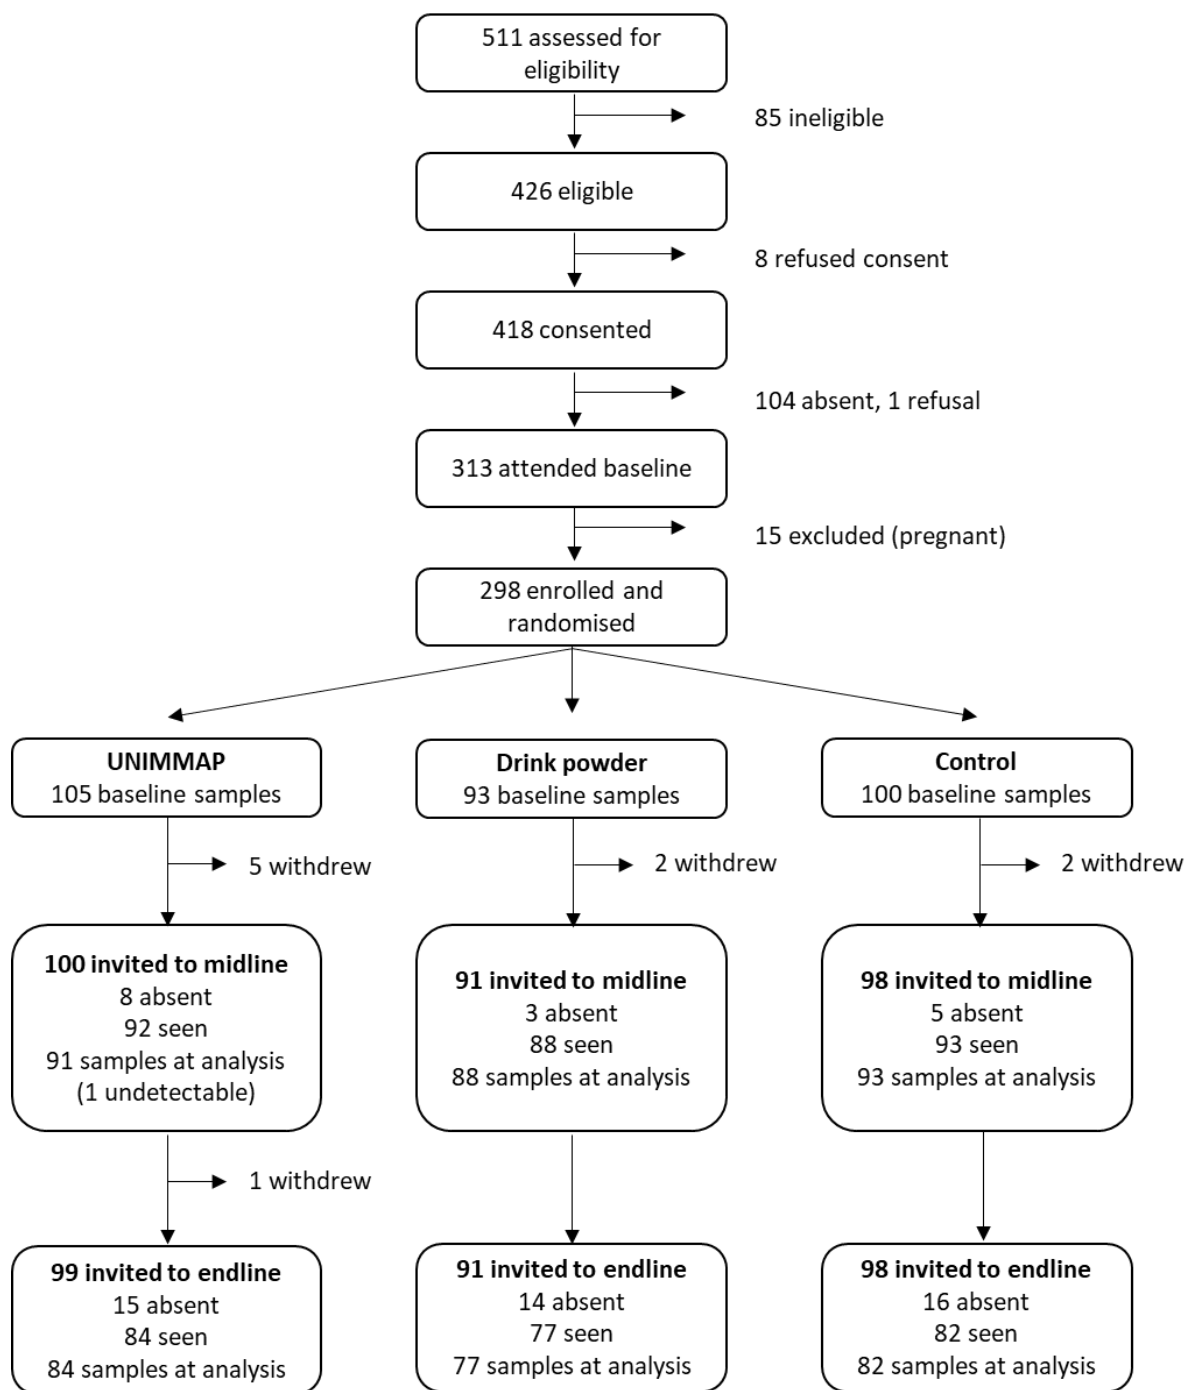 511 assessed for
eligibility
85 ineligible
426 eligible
8 refused consent
418 consented
104 absent, 1 refusal
313 attended baseline
15 excluded (pregnant)
298 enrolled and
randomised
UNIMMAP
105 baseline samples
Drink powder
93 baseline samples
Control
100 baseline samples
5 withdrew
2 withdrew
2 withdrew
100 invited to midline
8 absent
92 seen
91 samples at analysis
(1 undetectable)
91 invited to midline
3 absent
88 seen
88 samples at analysis
98 invited to midline
5 absent
93 seen
93 samples at analysis
1 withdrew
99 invited to endline
15 absent
84 seen
84 samples at analysis
91 invited to endline
14 absent
77 seen
77 samples at analysis
98 invited to endline
16 absent
82 seen
82 samples at analysis